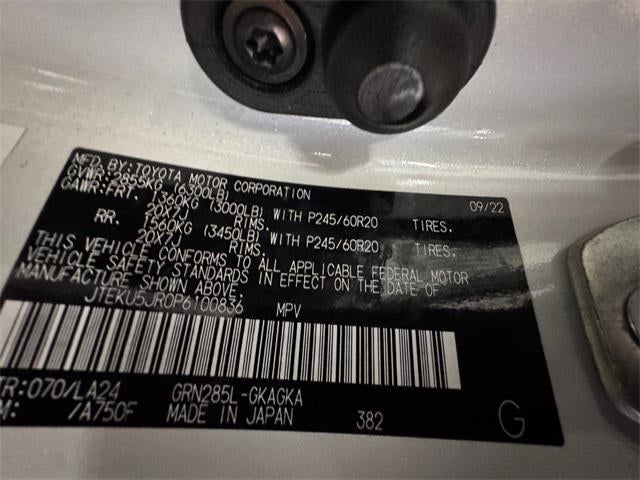 MFD. BY: TOYOTA MOTOR CORPORATION 09/22
GVWR: 2855KG (6300LB)
GAWR: FRT. 1360KG (3000LB) WITH P245/60R20 TIRES.
20X7J RIMS.
RR. 1560KG (3450LB) WITH P245/60R20 TIRES.
20X7J RIMS.
THIS VEHICLE CONFORMS TO ALL APPLICABLE FEDERAL MOTOR
VEHICLE SAFETY STANDARDS IN EFFECT ON THE DATE OF
MANUFACTURE SHOWN ABOVE.
JTEKU5JR0P6100836 MPV
TR: 070/LA24 GRN285L-GKAGKA
M: /A750F MADE IN JAPAN 382 G